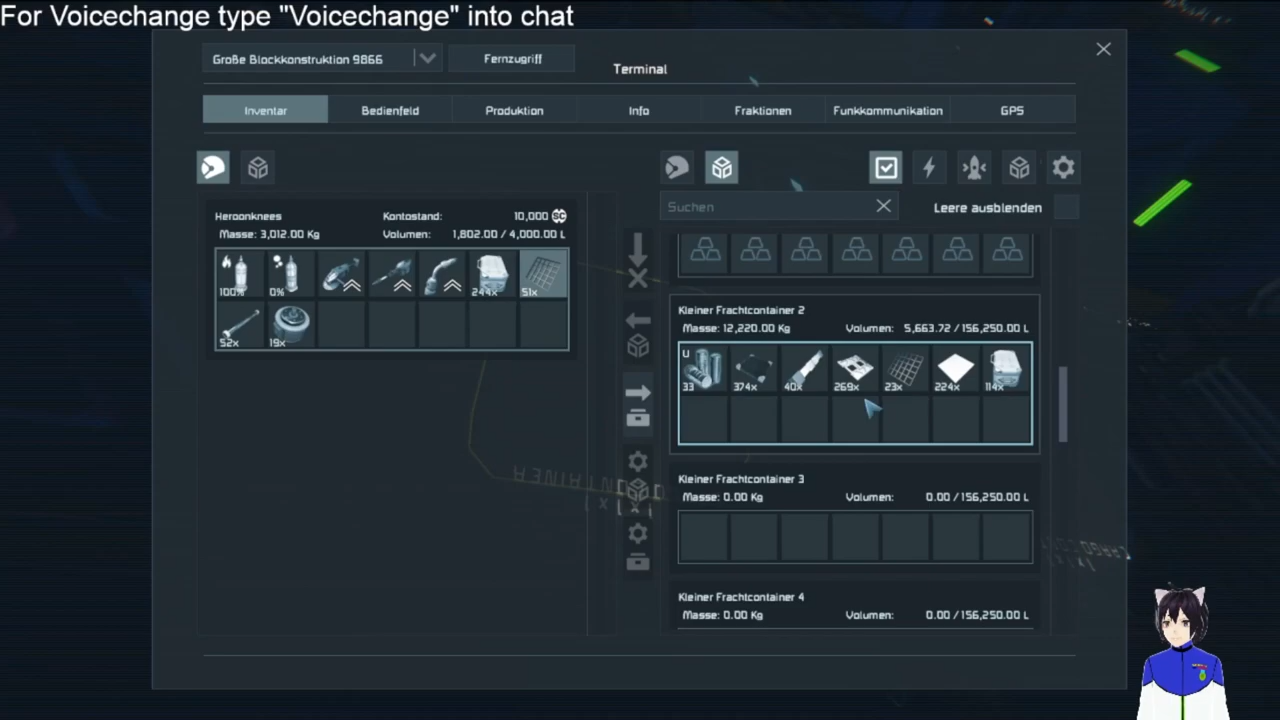 For Voicechange type "Voicechange" into chat
Große Blockkonstruktion 9866
Fernzugriff
Terminal
Inventar
Bedienfeld
Produktion
Info
Fraktionen
Funkkommunikation
GPS
Suchen
Leere ausblenden
Heroonknees
Kontostand: 10,000 SC
Masse: 3,012.00 Kg
Volumen: 1,802.00 / 4,000.00 L
100%
0%
244x
51x
52x
19x
Kleiner Frachtcontainer 2
Masse: 12,220.00 Kg
Volumen: 5,663.72 / 156,250.00 L
U
33
374x
40x
269x
23x
224x
114x
Kleiner Frachtcontainer 3
Masse: 0.00 Kg
Volumen: 0.00 / 156,250.00 L
Kleiner Frachtcontainer 4
Masse: 0.00 Kg
Volumen: 0.00 / 156,250.00 L